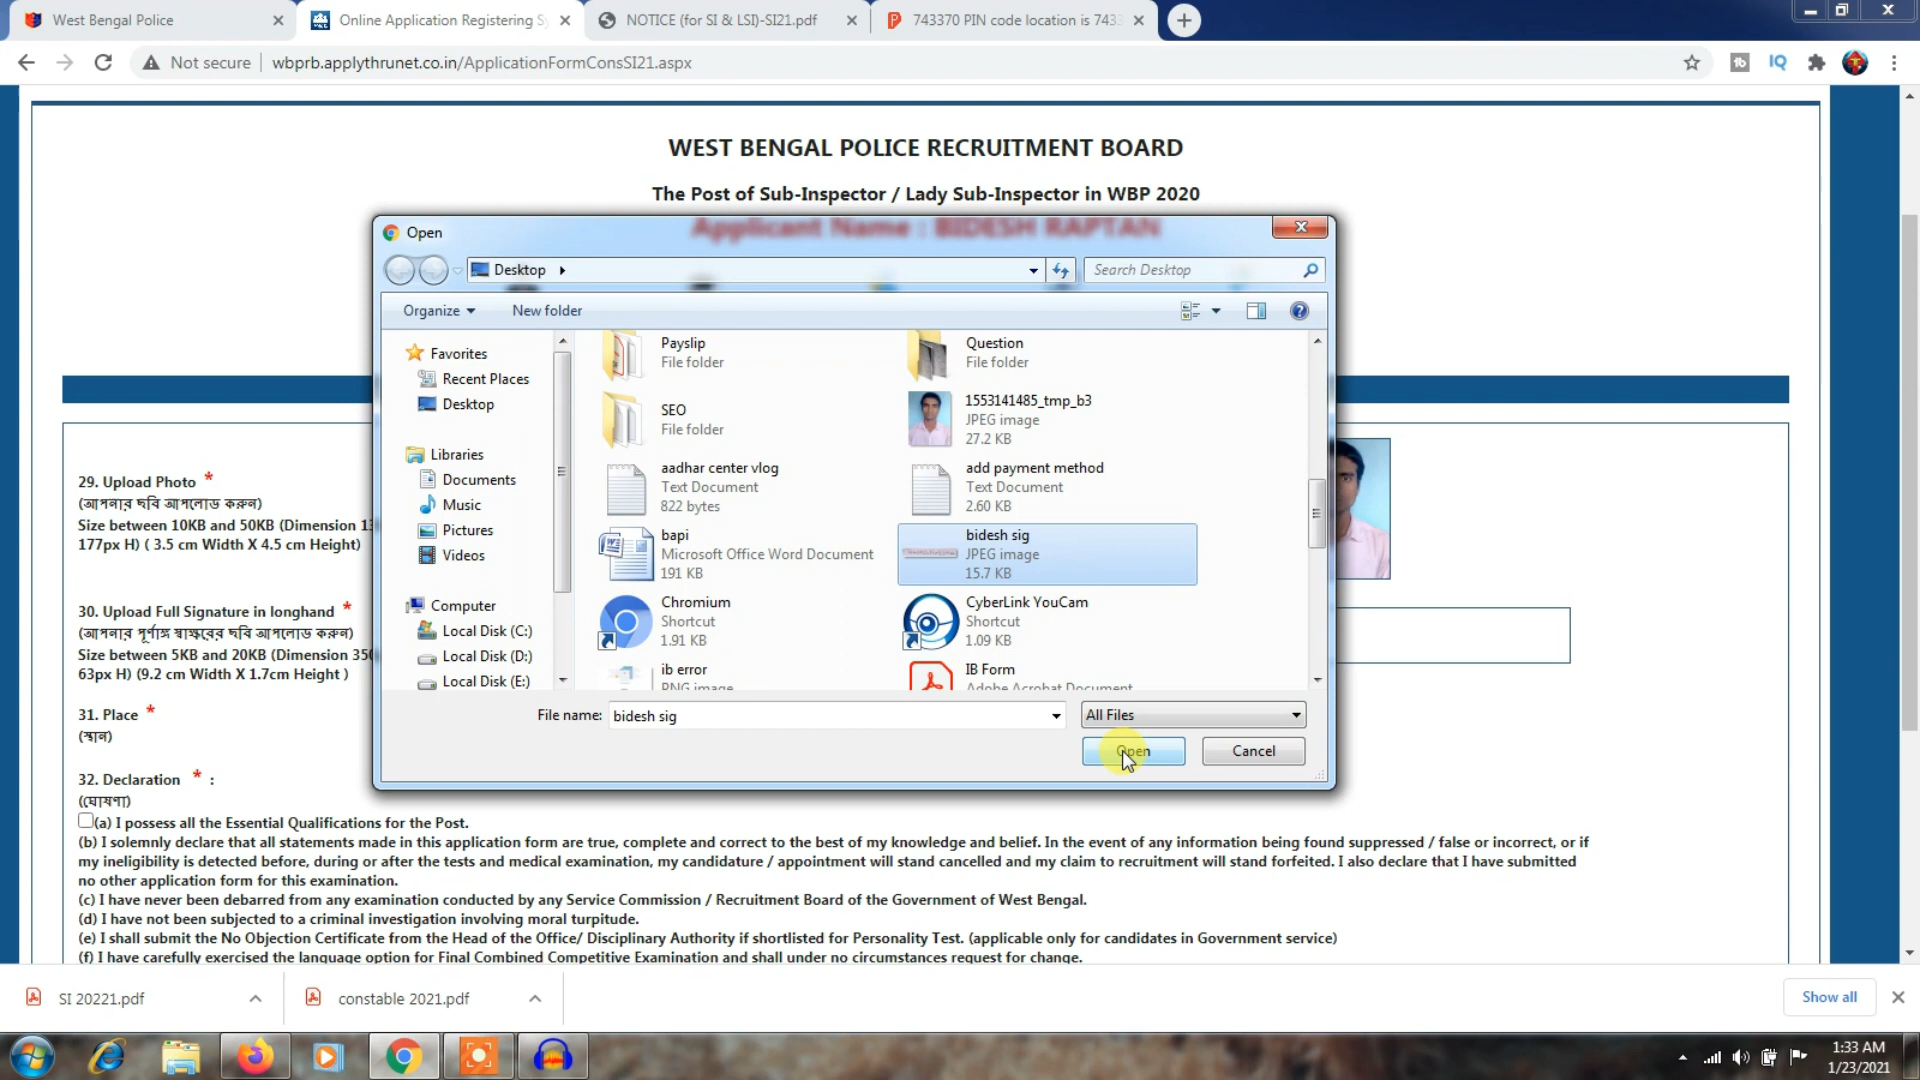 West Bengal Police
Online Application Registering Sy
NOTICE (for SI & LSI)-SI21.pdf
743370 PIN code location is 7433
Not secure
wbprb.applythrunet.co.in/ApplicationFormConsSI21.aspx
IQ
WEST BENGAL POLICE RECRUITMENT BOARD
The Post of Sub-Inspector / Lady Sub-Inspector in WBP 2020
Applicant Name : BIDESH RAPTAN
Open
Desktop
Search Desktop
Organize
New folder
Favorites
Recent Places
Desktop
Libraries
Documents
Music
Pictures
Videos
Computer
Local Disk (C:)
Local Disk (D:)
Local Disk (E:)
Payslip
File folder
Question
File folder
SEO
File folder
1553141485_tmp_b3
JPEG image
27.2 KB
aadhar center vlog
Text Document
822 bytes
add payment method
Text Document
2.60 KB
bapi
Microsoft Office Word Document
191 KB
bidesh sig
JPEG image
15.7 KB
Chromium
Shortcut
1.91 KB
CyberLink YouCam
Shortcut
1.09 KB
ib error
PNG image
IB Form
Adobe Acrobat Document
File name:
bidesh sig
All Files
Open
Cancel
29. Upload Photo *
(আপনার ছবি আপলোড করুন)
Size between 10KB and 50KB (Dimension 13
177px H) ( 3.5 cm Width X 4.5 cm Height)
30. Upload Full Signature in longhand *
(আপনার পূর্ণাঙ্গ স্বাক্ষরের ছবি আপলোড করুন)
Size between 5KB and 20KB (Dimension 350
63px H) (9.2 cm Width X 1.7cm Height )
31. Place *
(স্থান)
32. Declaration * :
(ঘোষণা)
(a) I possess all the Essential Qualifications for the Post.
(b) I solemnly declare that all statements made in this application form are true, complete and correct to the best of my knowledge and belief. In the event of any information being found suppressed / false or incorrect, or if
my ineligibility is detected before, during or after the tests and medical examination, my candidature / appointment will stand cancelled and my claim to recruitment will stand forfeited. I also declare that I have submitted
no other application form for this examination.
(c) I have never been debarred from any examination conducted by any Service Commission / Recruitment Board of the Government of West Bengal.
(d) I have not been subjected to a criminal investigation involving moral turpitude.
(e) I shall submit the No Objection Certificate from the Head of the Office/ Disciplinary Authority if shortlisted for Personality Test. (applicable only for candidates in Government service)
(f) I have carefully exercised the language option for Final Combined Competitive Examination and shall under no circumstances request for change.
SI 20221.pdf
constable 2021.pdf
Show all
1:33 AM
1/23/2021